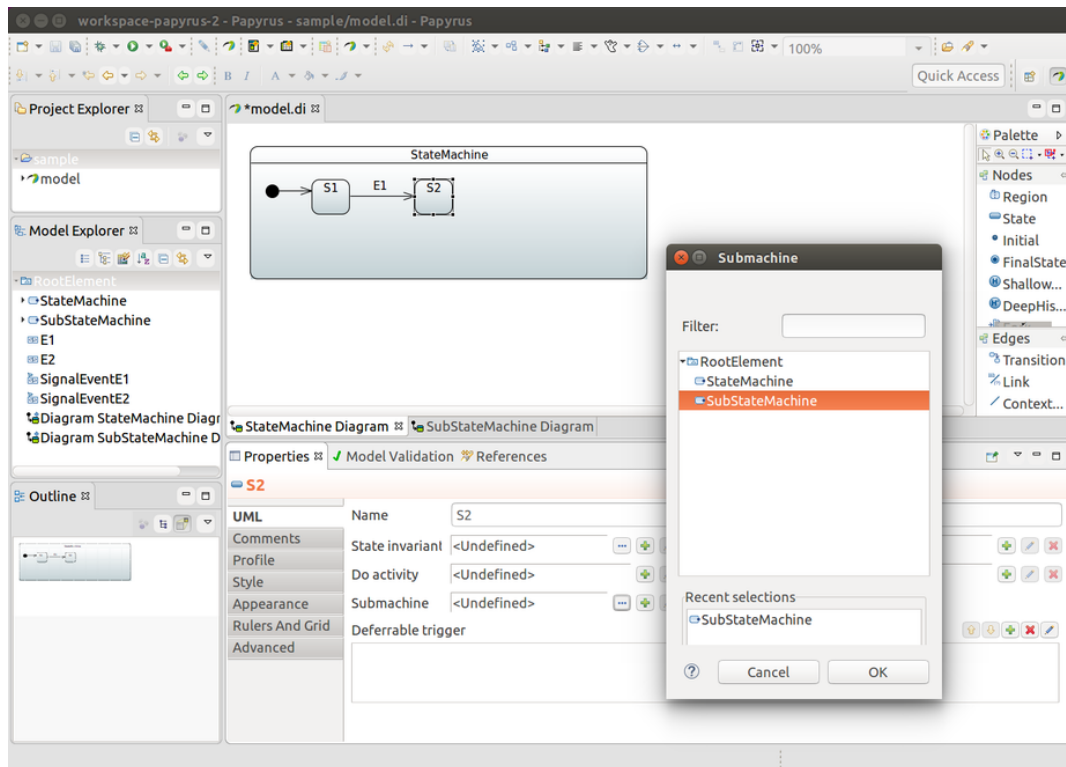 workspace-papyrus-2 - Papyrus - sample/model.di - Papyrus
100%
B I A
Quick Access
Project Explorer
sample
model
*model.di
StateMachine
S1
E1
S2
Palette
Nodes
Region
State
Initial
FinalState
Shallow...
DeepHis...
Edges
Transition
Link
Context...
Model Explorer
RootElement
StateMachine
SubStateMachine
E1
E2
SignalEventE1
SignalEventE2
Diagram StateMachine Diagr
Diagram SubStateMachine D
StateMachine Diagram
SubStateMachine Diagram
Outline
Properties
Model Validation
References
S2
UML
Comments
Profile
Style
Appearance
Rulers And Grid
Advanced
Name
S2
State invariant
<Undefined>
Do activity
<Undefined>
Submachine
<Undefined>
Deferrable trigger
Submachine
Filter:
RootElement
StateMachine
SubStateMachine
Recent selections
SubStateMachine
Cancel
OK